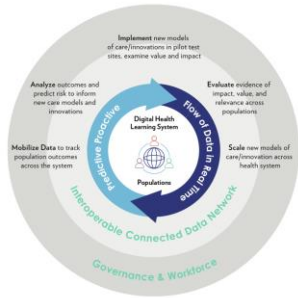 Implement new models
of care/innovations in pilot test
sites, examine value and impact
Analyze outcomes and
predict risk to inform
new care models and
innovations
Evaluate evidence of
impact, value, and
relevance across
populations
Mobilize Data to track
population outcomes
across the system
Scale new models of
care/innovation across
health system
Predictive Proactive
Flow of Data in Real Time
Digital Health
Learning System
Populations
Interoperable Connected Data Network
Governance & Workforce